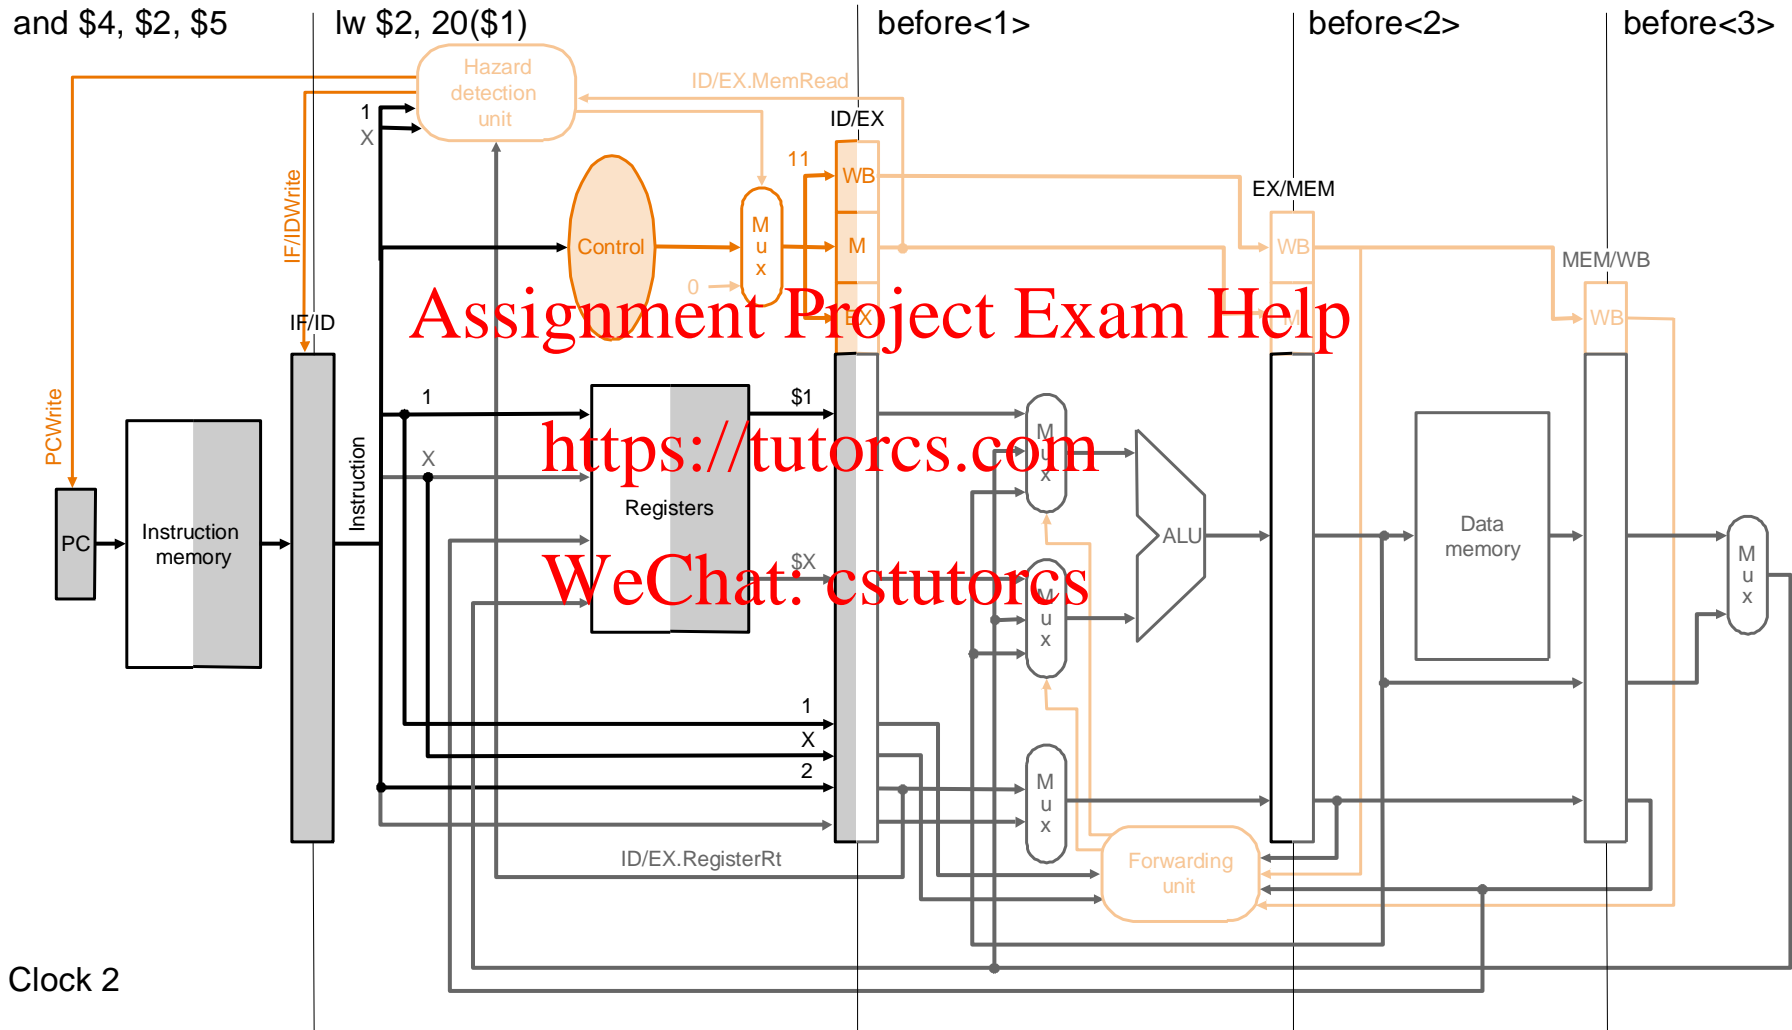 and $4, $2, $5
lw $2, 20($1)
before<1>
before<2>
before<3>
Hazard
detection
unit
ID/EX.MemRead
1
X
ID/EX
11
WB
EX/MEM
IF/IDWrite
Control
M
u
x
M
WB
MEM/WB
0
IF/ID
EX
M
WB
Assignment Project Exam Help
PCWrite
1
$1
M
u
x
https://tutorcs.com
X
Instruction
Registers
PC
Instruction
memory
ALU
Data
memory
M
u
x
$X
WeChat: cstutorcs
M
u
x
1
X
2
M
u
x
ID/EX.RegisterRt
Forwarding
unit
Clock 2